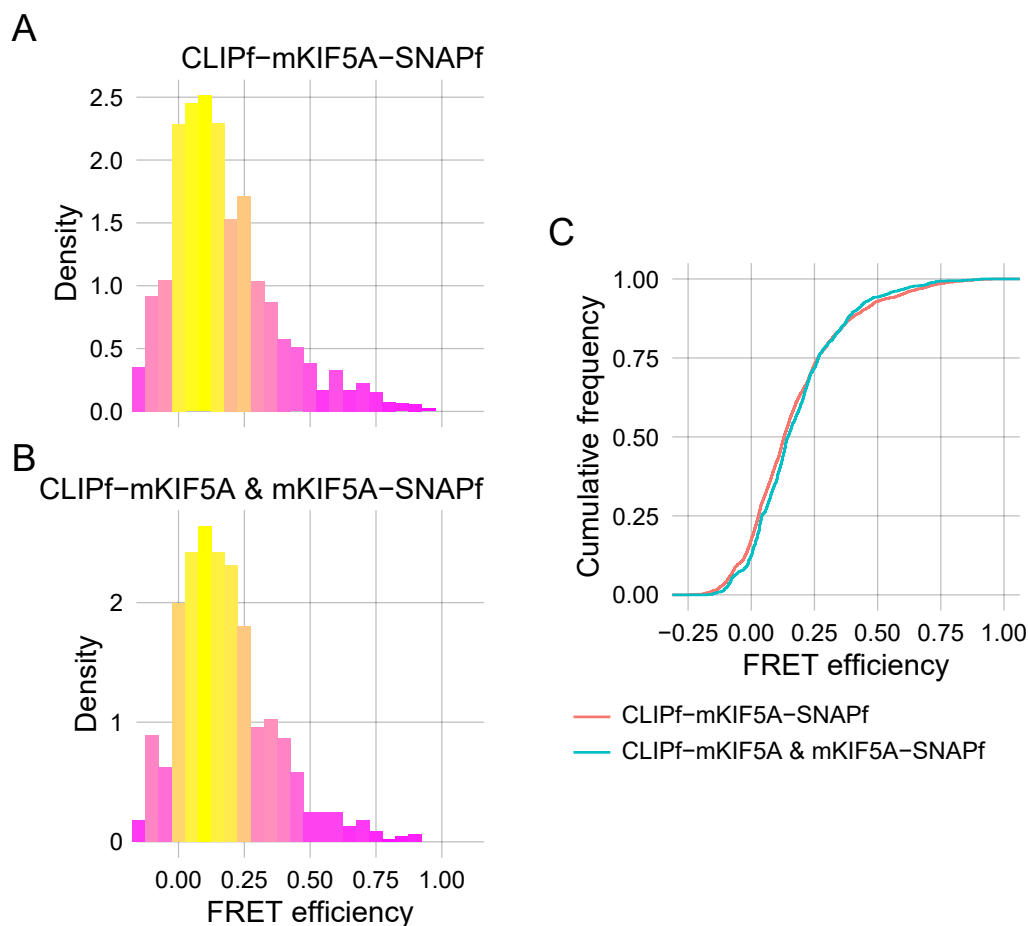 A
CLIPf−mKIF5A−SNAPf
2.5
2.0
1.5
1.0
0.5
0.0
Density
B
CLIPf−mKIF5A & mKIF5A−SNAPf
2
1
0
Density
0.00 0.25 0.50 0.75 1.00
FRET efficiency
C
1.00
0.75
0.50
0.25
0.00
Cumulative frequency
−0.25 0.00 0.25 0.50 0.75 1.00
FRET efficiency
CLIPf−mKIF5A−SNAPf
CLIPf−mKIF5A & mKIF5A−SNAPf